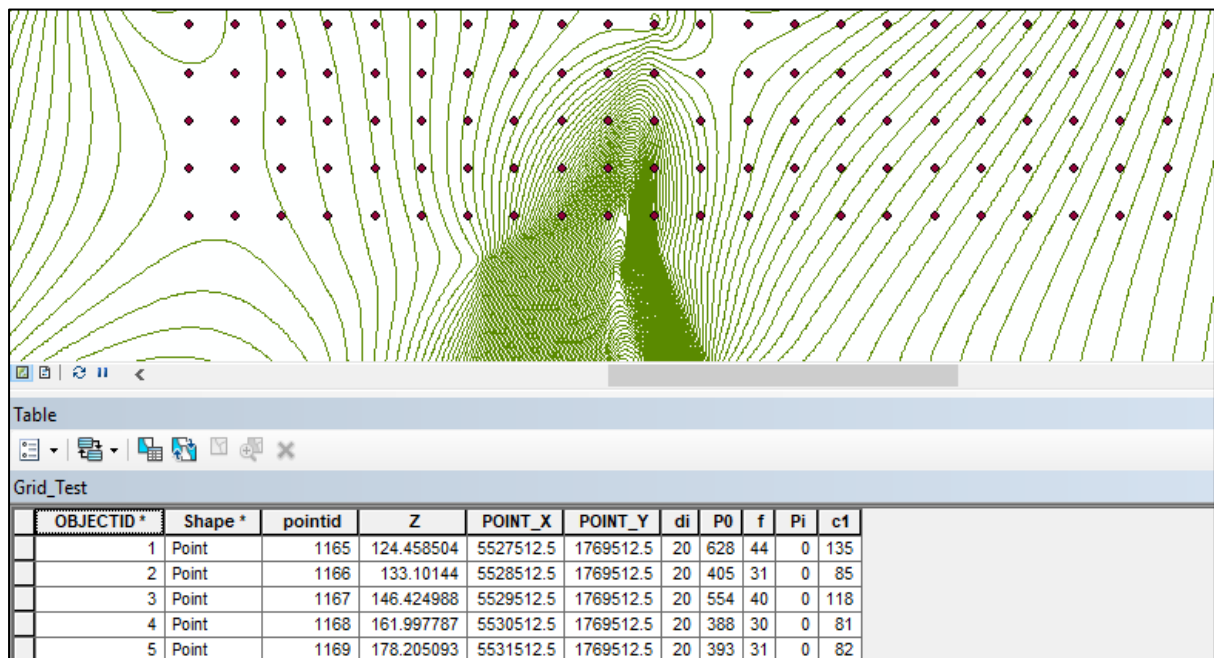 Table
Grid_Test
OBJECTID * Shape * pointid Z POINT_X POINT_Y di P0 f Pi c1
1 Point 1165 124.458504 5527512.5 1769512.5 20 628 44 0 135
2 Point 1166 133.10144 5528512.5 1769512.5 20 405 31 0 85
3 Point 1167 146.424988 5529512.5 1769512.5 20 554 40 0 118
4 Point 1168 161.997787 5530512.5 1769512.5 20 388 30 0 81
5 Point 1169 178.205093 5531512.5 1769512.5 20 393 31 0 82